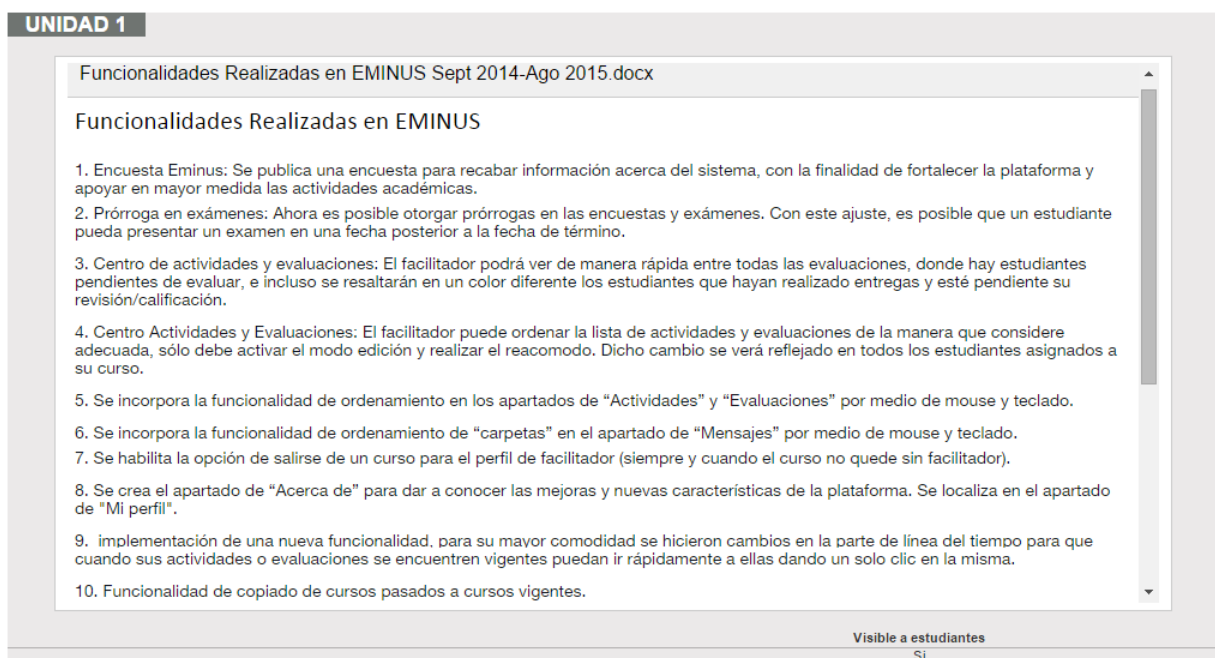 UNIDAD 1
Funcionalidades Realizadas en EMINUS Sept 2014-Ago 2015.docx
Funcionalidades Realizadas en EMINUS
1. Encuesta Eminus: Se publica una encuesta para recabar información acerca del sistema, con la finalidad de fortalecer la plataforma y
apoyar en mayor medida las actividades académicas.
2. Prórroga en exámenes: Ahora es posible otorgar prórrogas en las encuestas y exámenes. Con este ajuste, es posible que un estudiante
pueda presentar un examen en una fecha posterior a la fecha de término.
3. Centro de actividades y evaluaciones: El facilitador podrá ver de manera rápida entre todas las evaluaciones, donde hay estudiantes
pendientes de evaluar, e incluso se resaltarán en un color diferente los estudiantes que hayan realizado entregas y esté pendiente su
revisión/calificación.
4. Centro Actividades y Evaluaciones: El facilitador puede ordenar la lista de actividades y evaluaciones de la manera que considere
adecuada, sólo debe activar el modo edición y realizar el reacomodo. Dicho cambio se verá reflejado en todos los estudiantes asignados a
su curso.
5. Se incorpora la funcionalidad de ordenamiento en los apartados de “Actividades” y “Evaluaciones” por medio de mouse y teclado.
6. Se incorpora la funcionalidad de ordenamiento de “carpetas” en el apartado de “Mensajes” por medio de mouse y teclado.
7. Se habilita la opción de salirse de un curso para el perfil de facilitador (siempre y cuando el curso no quede sin facilitador).
8. Se crea el apartado de “Acerca de” para dar a conocer las mejoras y nuevas características de la plataforma. Se localiza en el apartado
de "Mi perfil".
9. implementación de una nueva funcionalidad, para su mayor comodidad se hicieron cambios en la parte de línea del tiempo para que
cuando sus actividades o evaluaciones se encuentren vigentes puedan ir rápidamente a ellas dando un solo clic en la misma.
10. Funcionalidad de copiado de cursos pasados a cursos vigentes.
Visible a estudiantes
Si